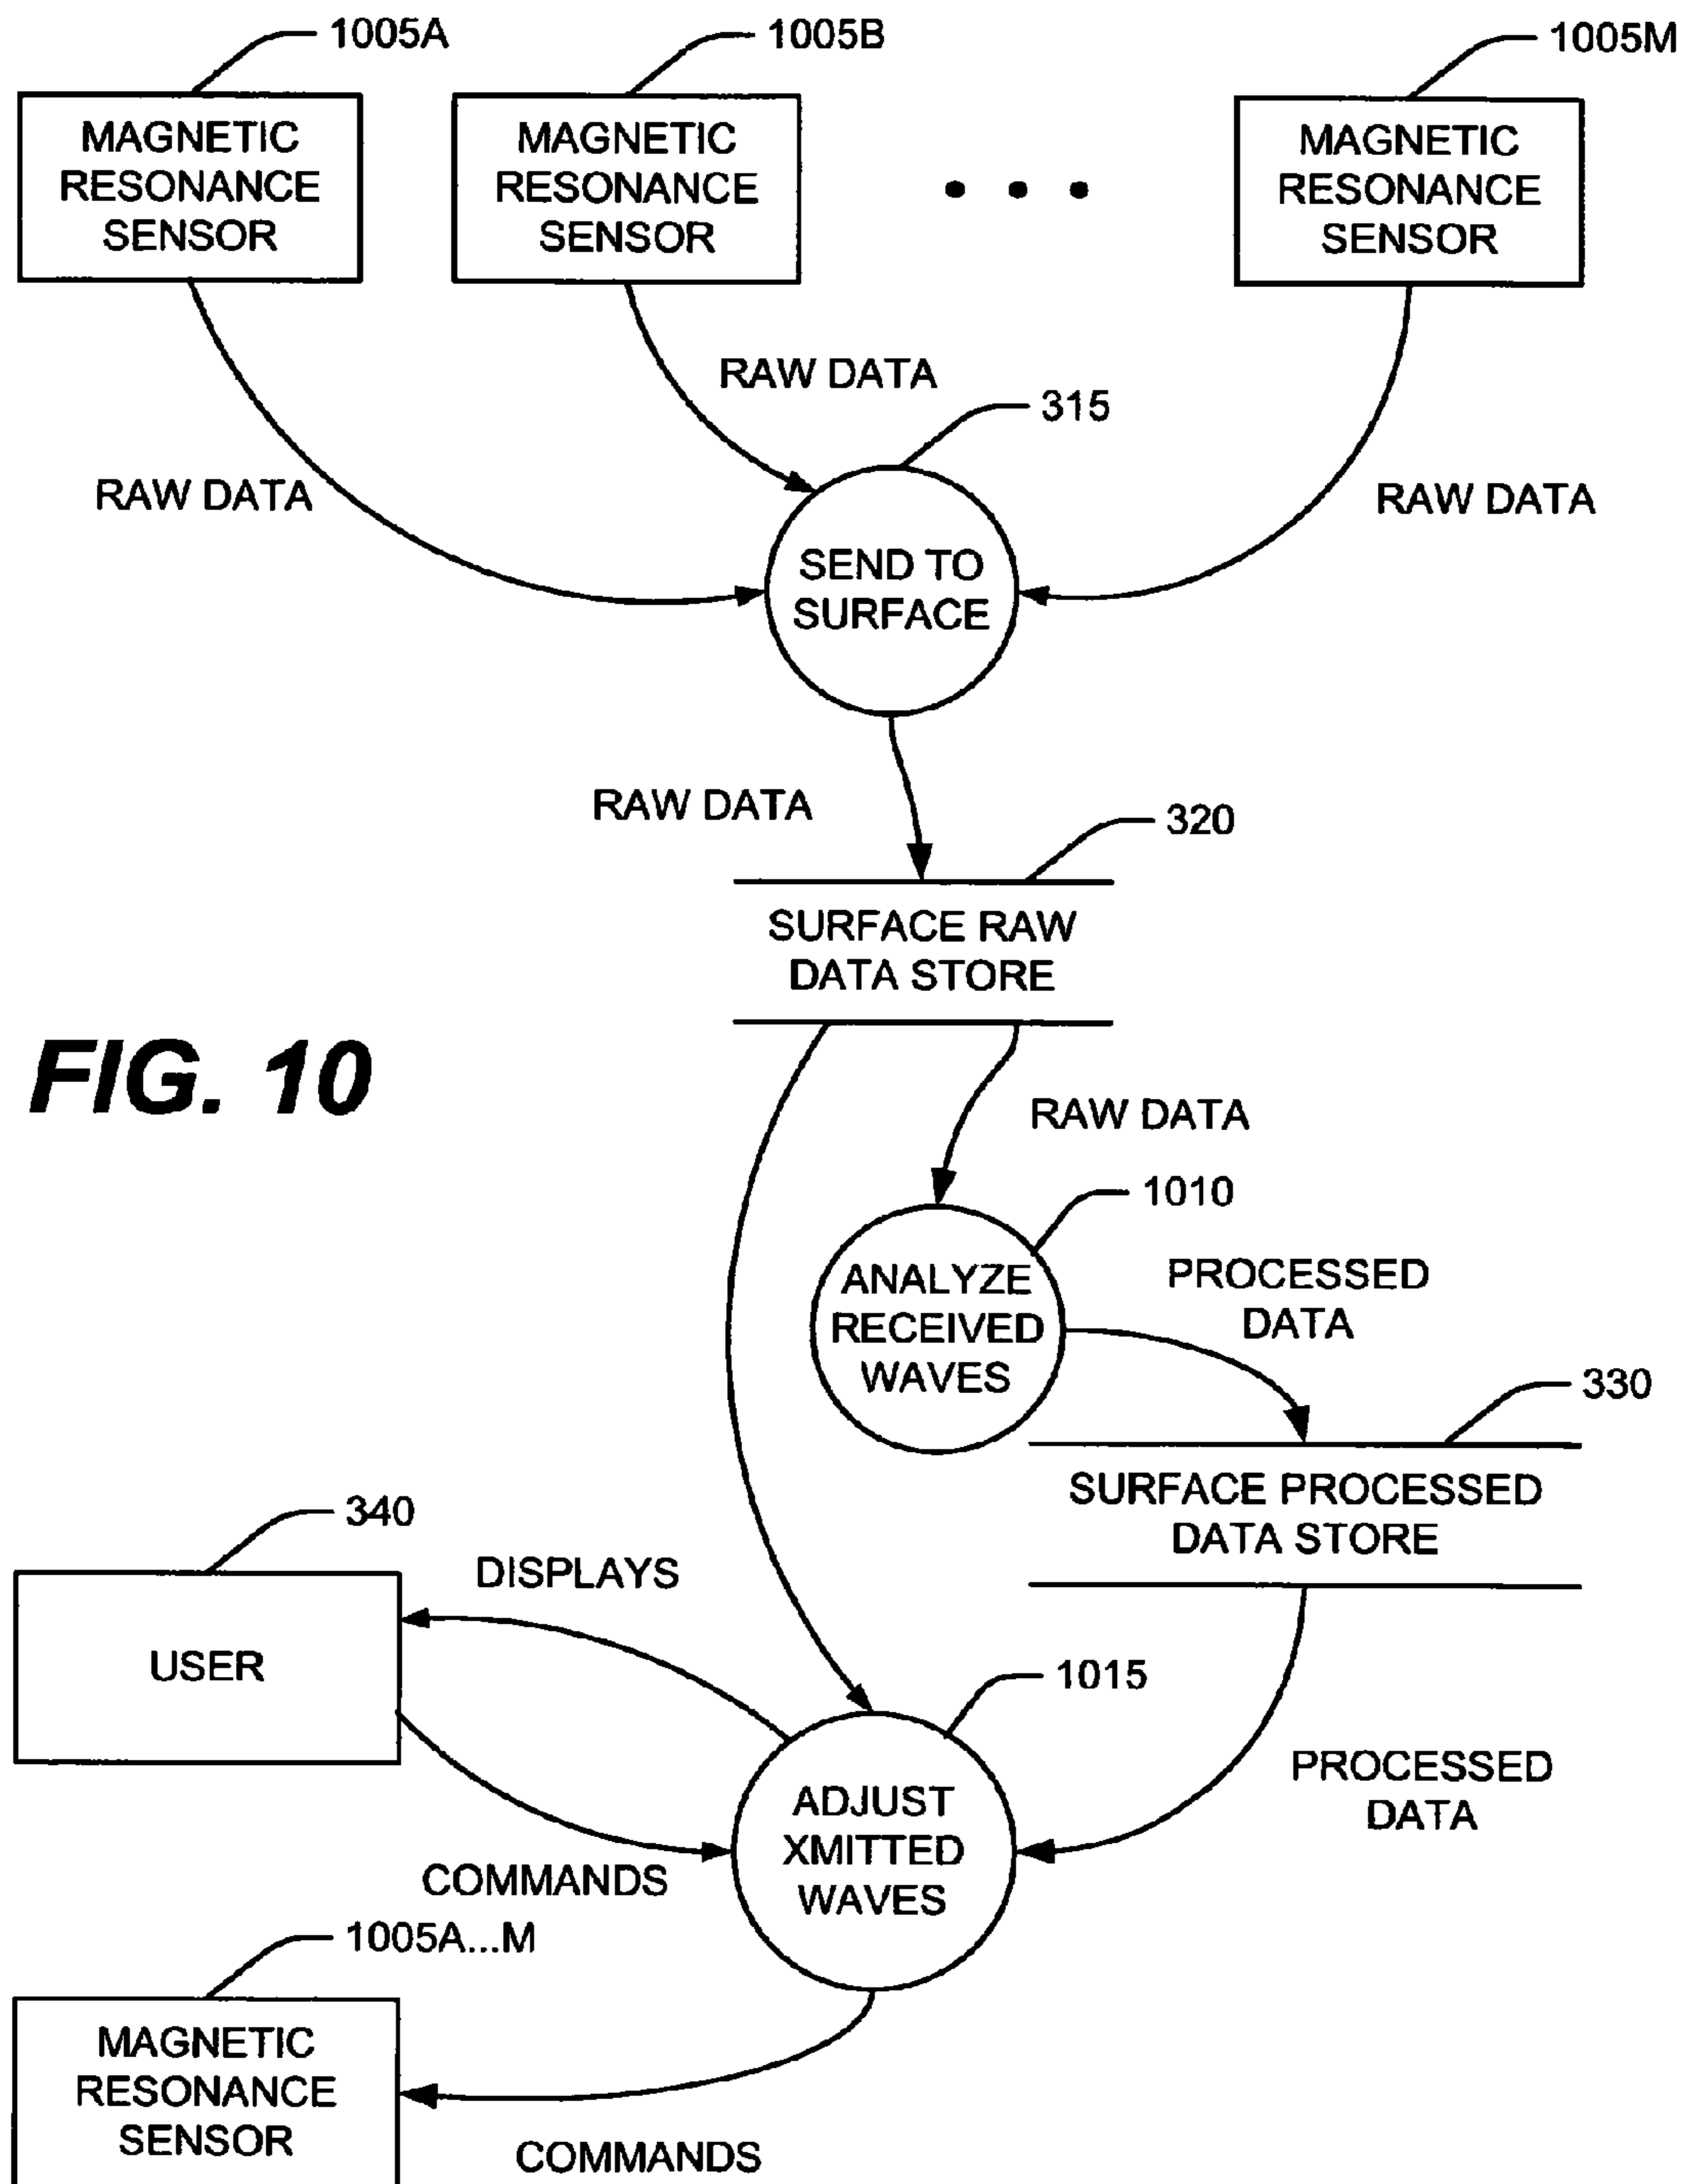 1005A
1005B
1005M
MAGNETIC
RESONANCE
SENSOR
MAGNETIC
RESONANCE
SENSOR
MAGNETIC
RESONANCE
SENSOR
RAW DATA
315
RAW DATA
RAW DATA
SEND TO
SURFACE
RAW DATA
320
SURFACE RAW
DATA STORE
FIG. 10
RAW DATA
1010
ANALYZE
RECEIVED
WAVES
PROCESSED
DATA
330
SURFACE PROCESSED
DATA STORE
340
DISPLAYS
USER
1015
PROCESSED
DATA
ADJUST
XMITTED
WAVES
COMMANDS
1005A...M
MAGNETIC
RESONANCE
SENSOR
COMMANDS